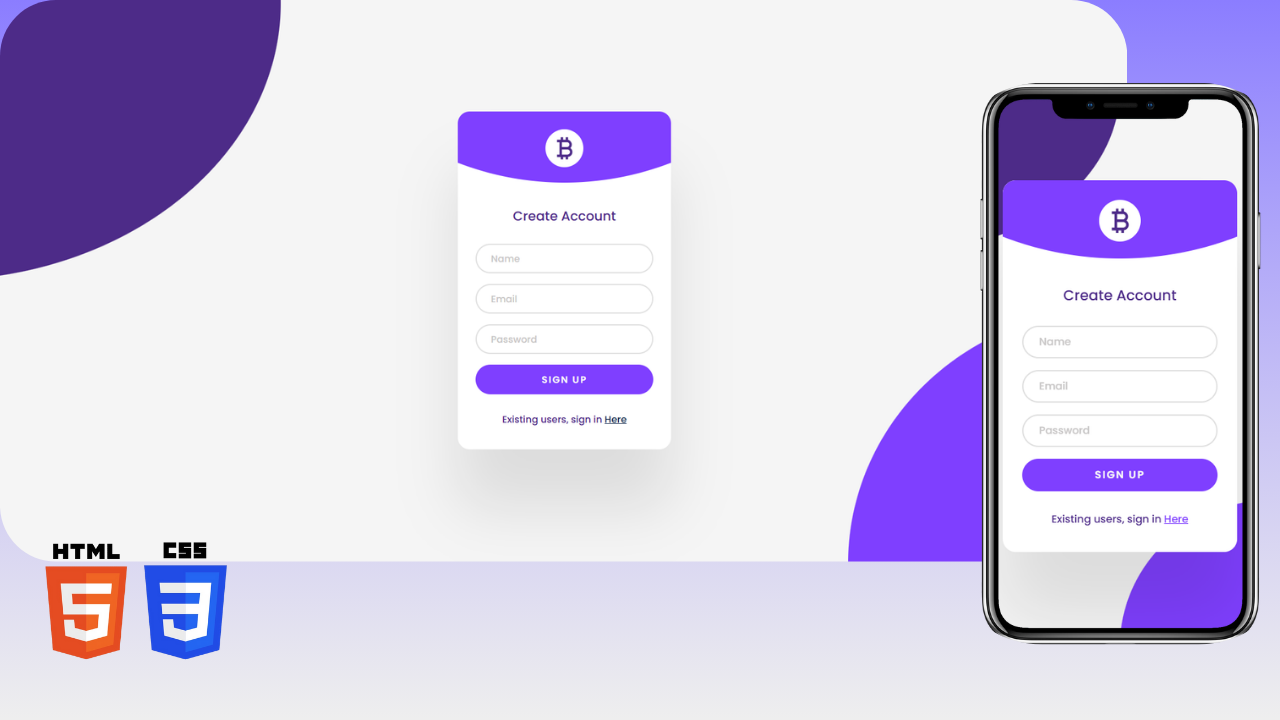 Create Account
Name
Email
Password
SIGN UP
Existing users, sign in Here
Create Account
Name
Email
Password
SIGN UP
Existing users, sign in Here
HTML
5
CSS
3